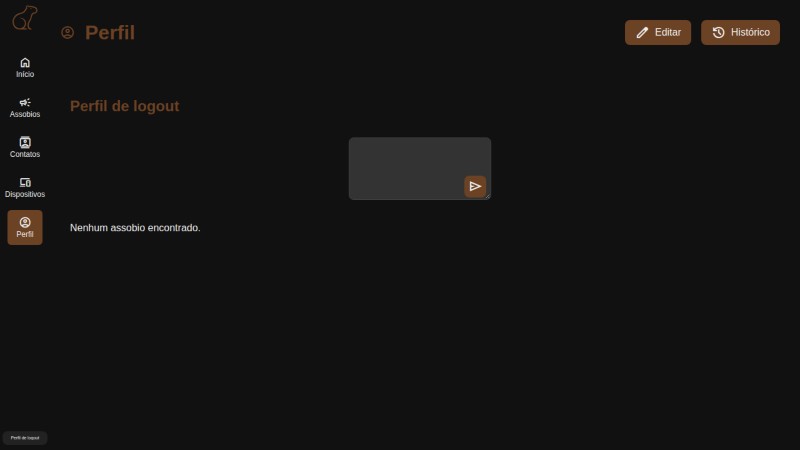 Perfil
Editar
Histórico
Início
Assobios
Contatos
Dispositivos
Perfil
Perfil de logout
Nenhum assobio encontrado.
Perfil de logout